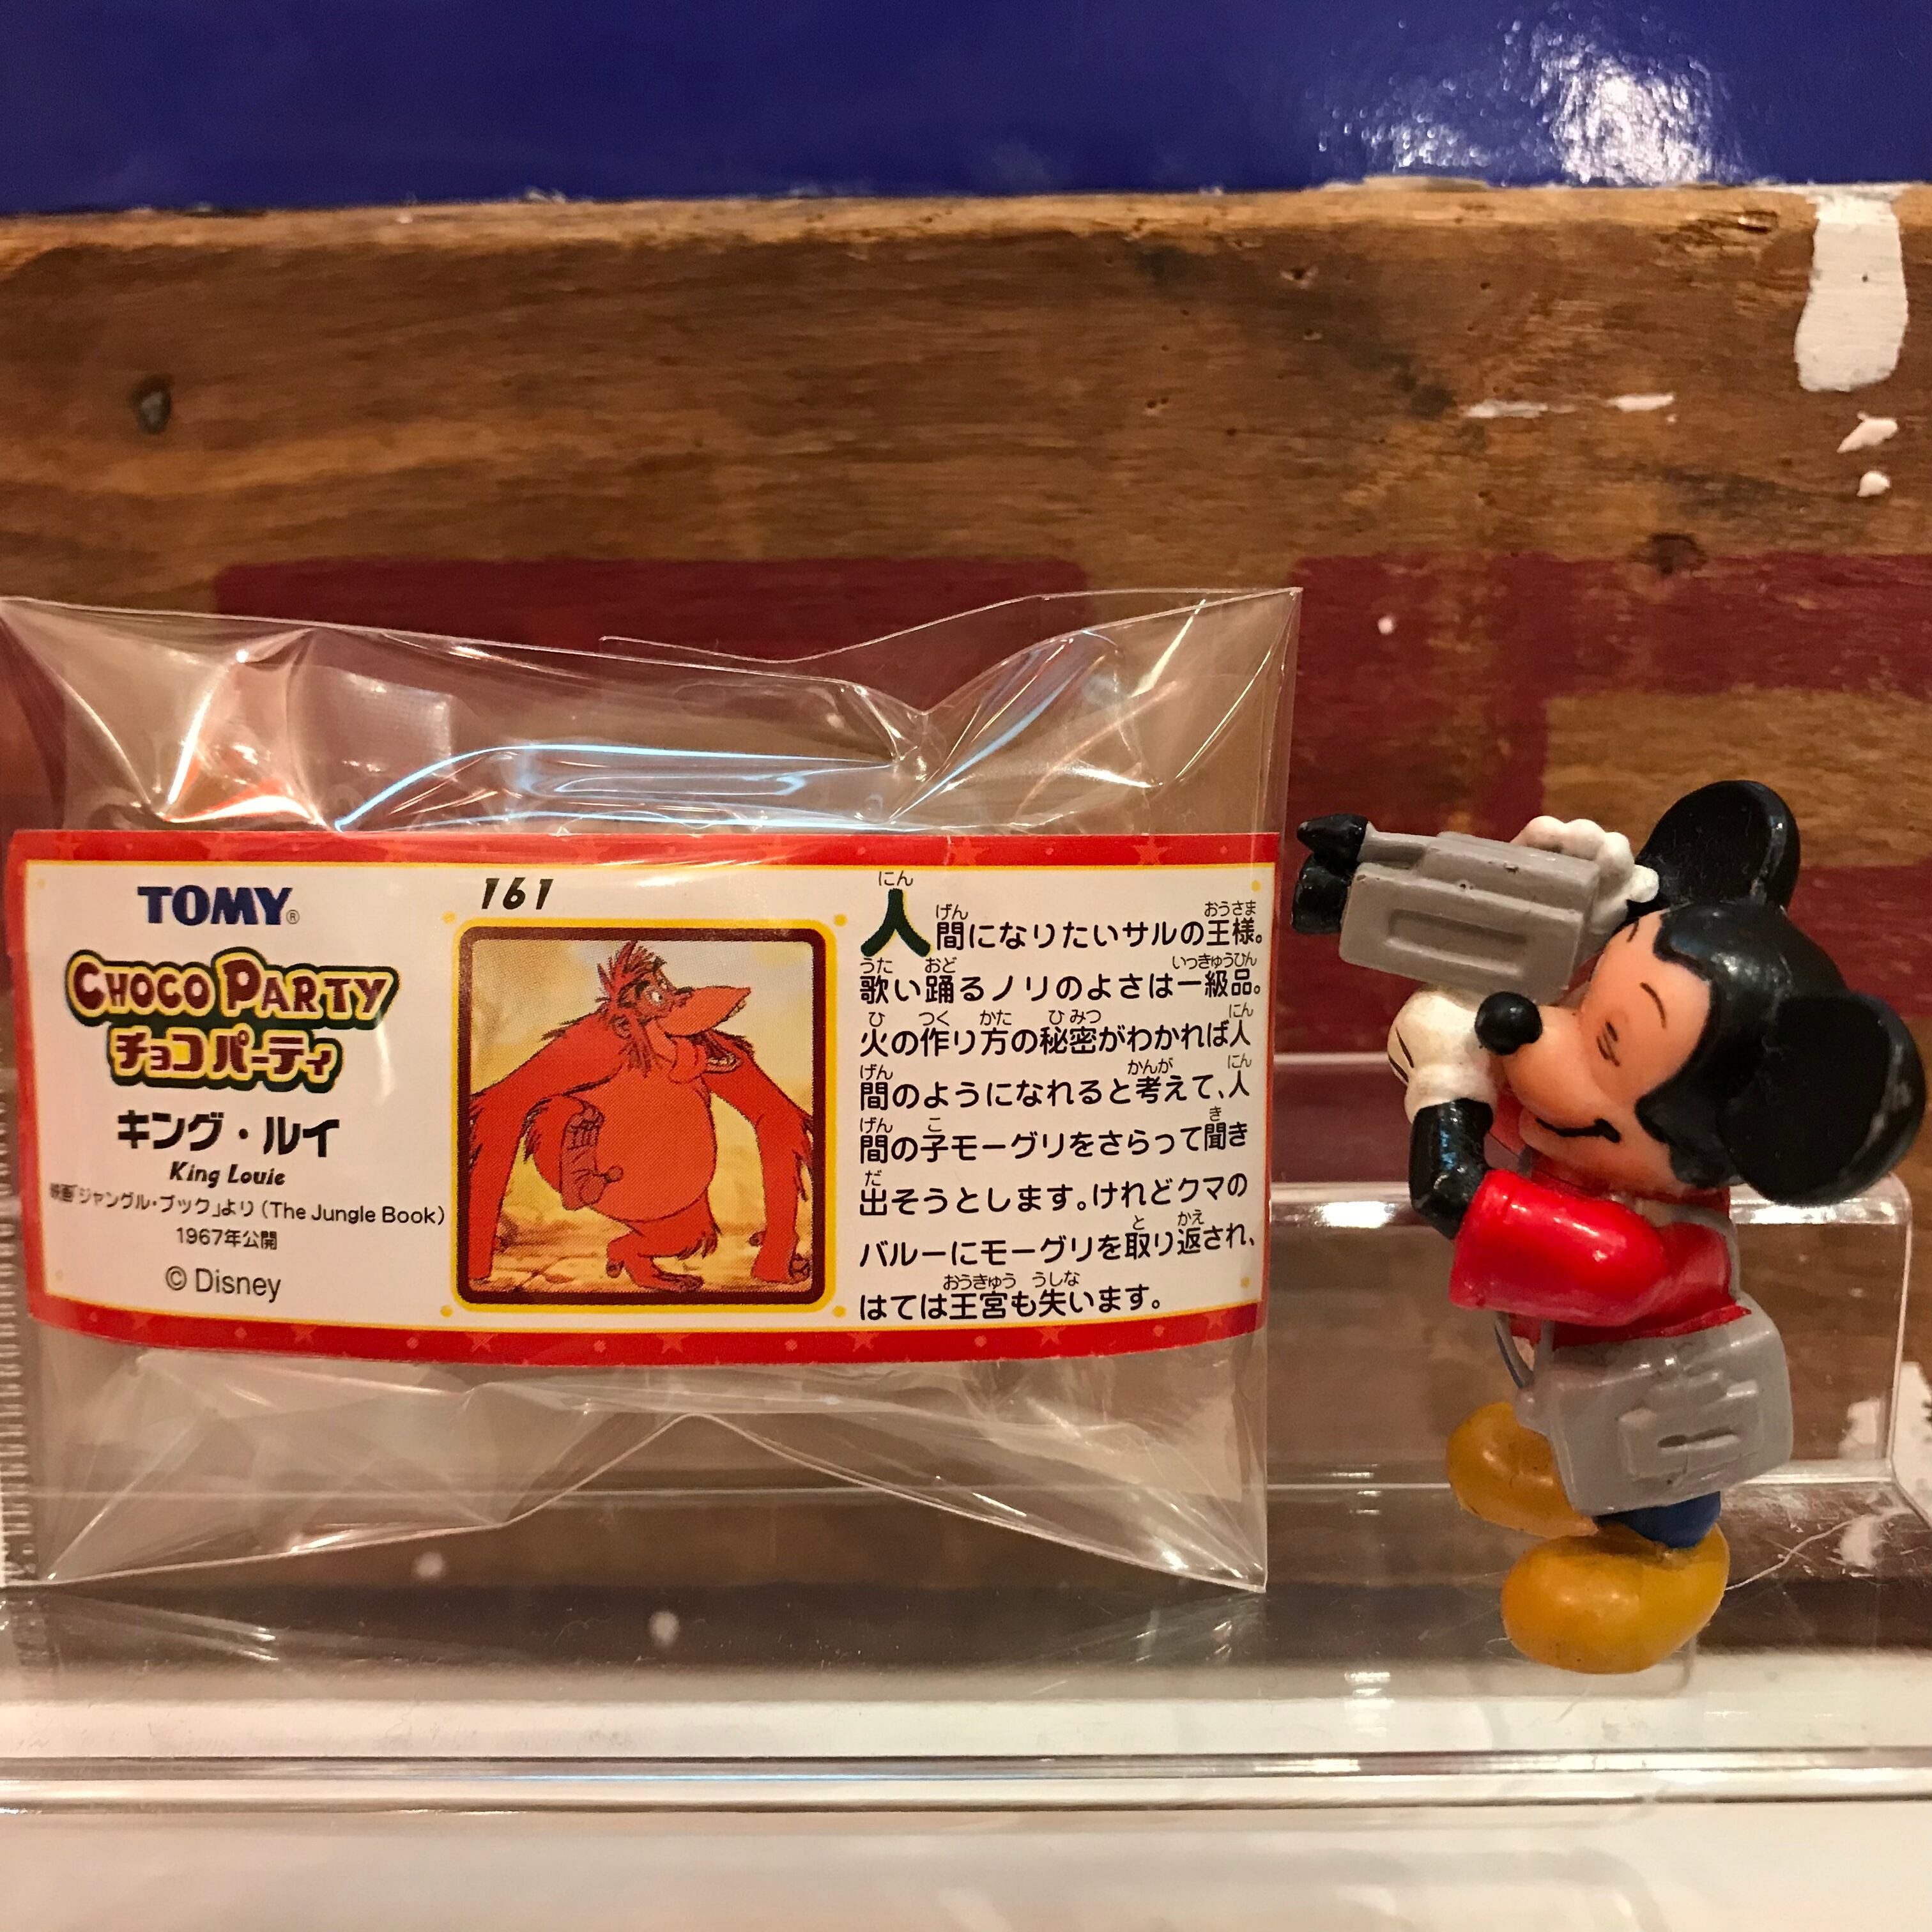 TOMY®
CHOCO PARTY
チョコパーティ
キング・ルイ
King Louie
映画「ジャングル・ブック」より (The Jungle Book)
1967年公開
© Disney
161
人間になりたいサルの王様。
歌い踊るノリのよさは一級品。
火の作り方の秘密がわかれば人
間のようになれると考えて、人
間の子モーグリをさらって聞き
出そうとします。けれどクマの
バルーにモーグリを取り返され、
はては王宮も失います。